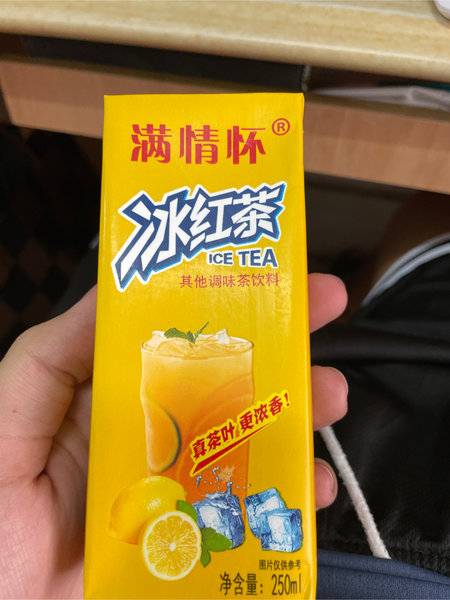 满情怀®
冰红茶
ICE TEA
其他调味茶饮料
真茶叶 更浓香！
图片仅供参考
净含量：250ml